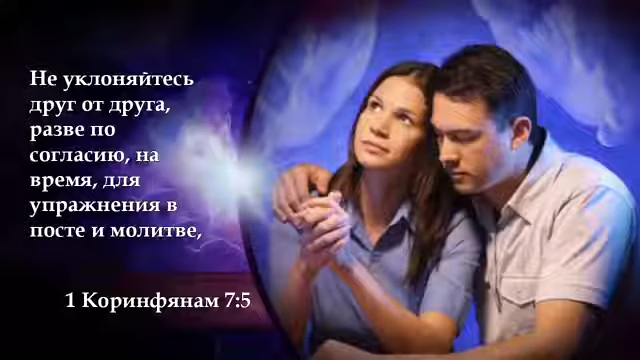 Не уклоняйтесь
друг от друга,
разве по
согласию, на
время, для
упражнения в
посте и молитве,
1 Коринфянам 7:5